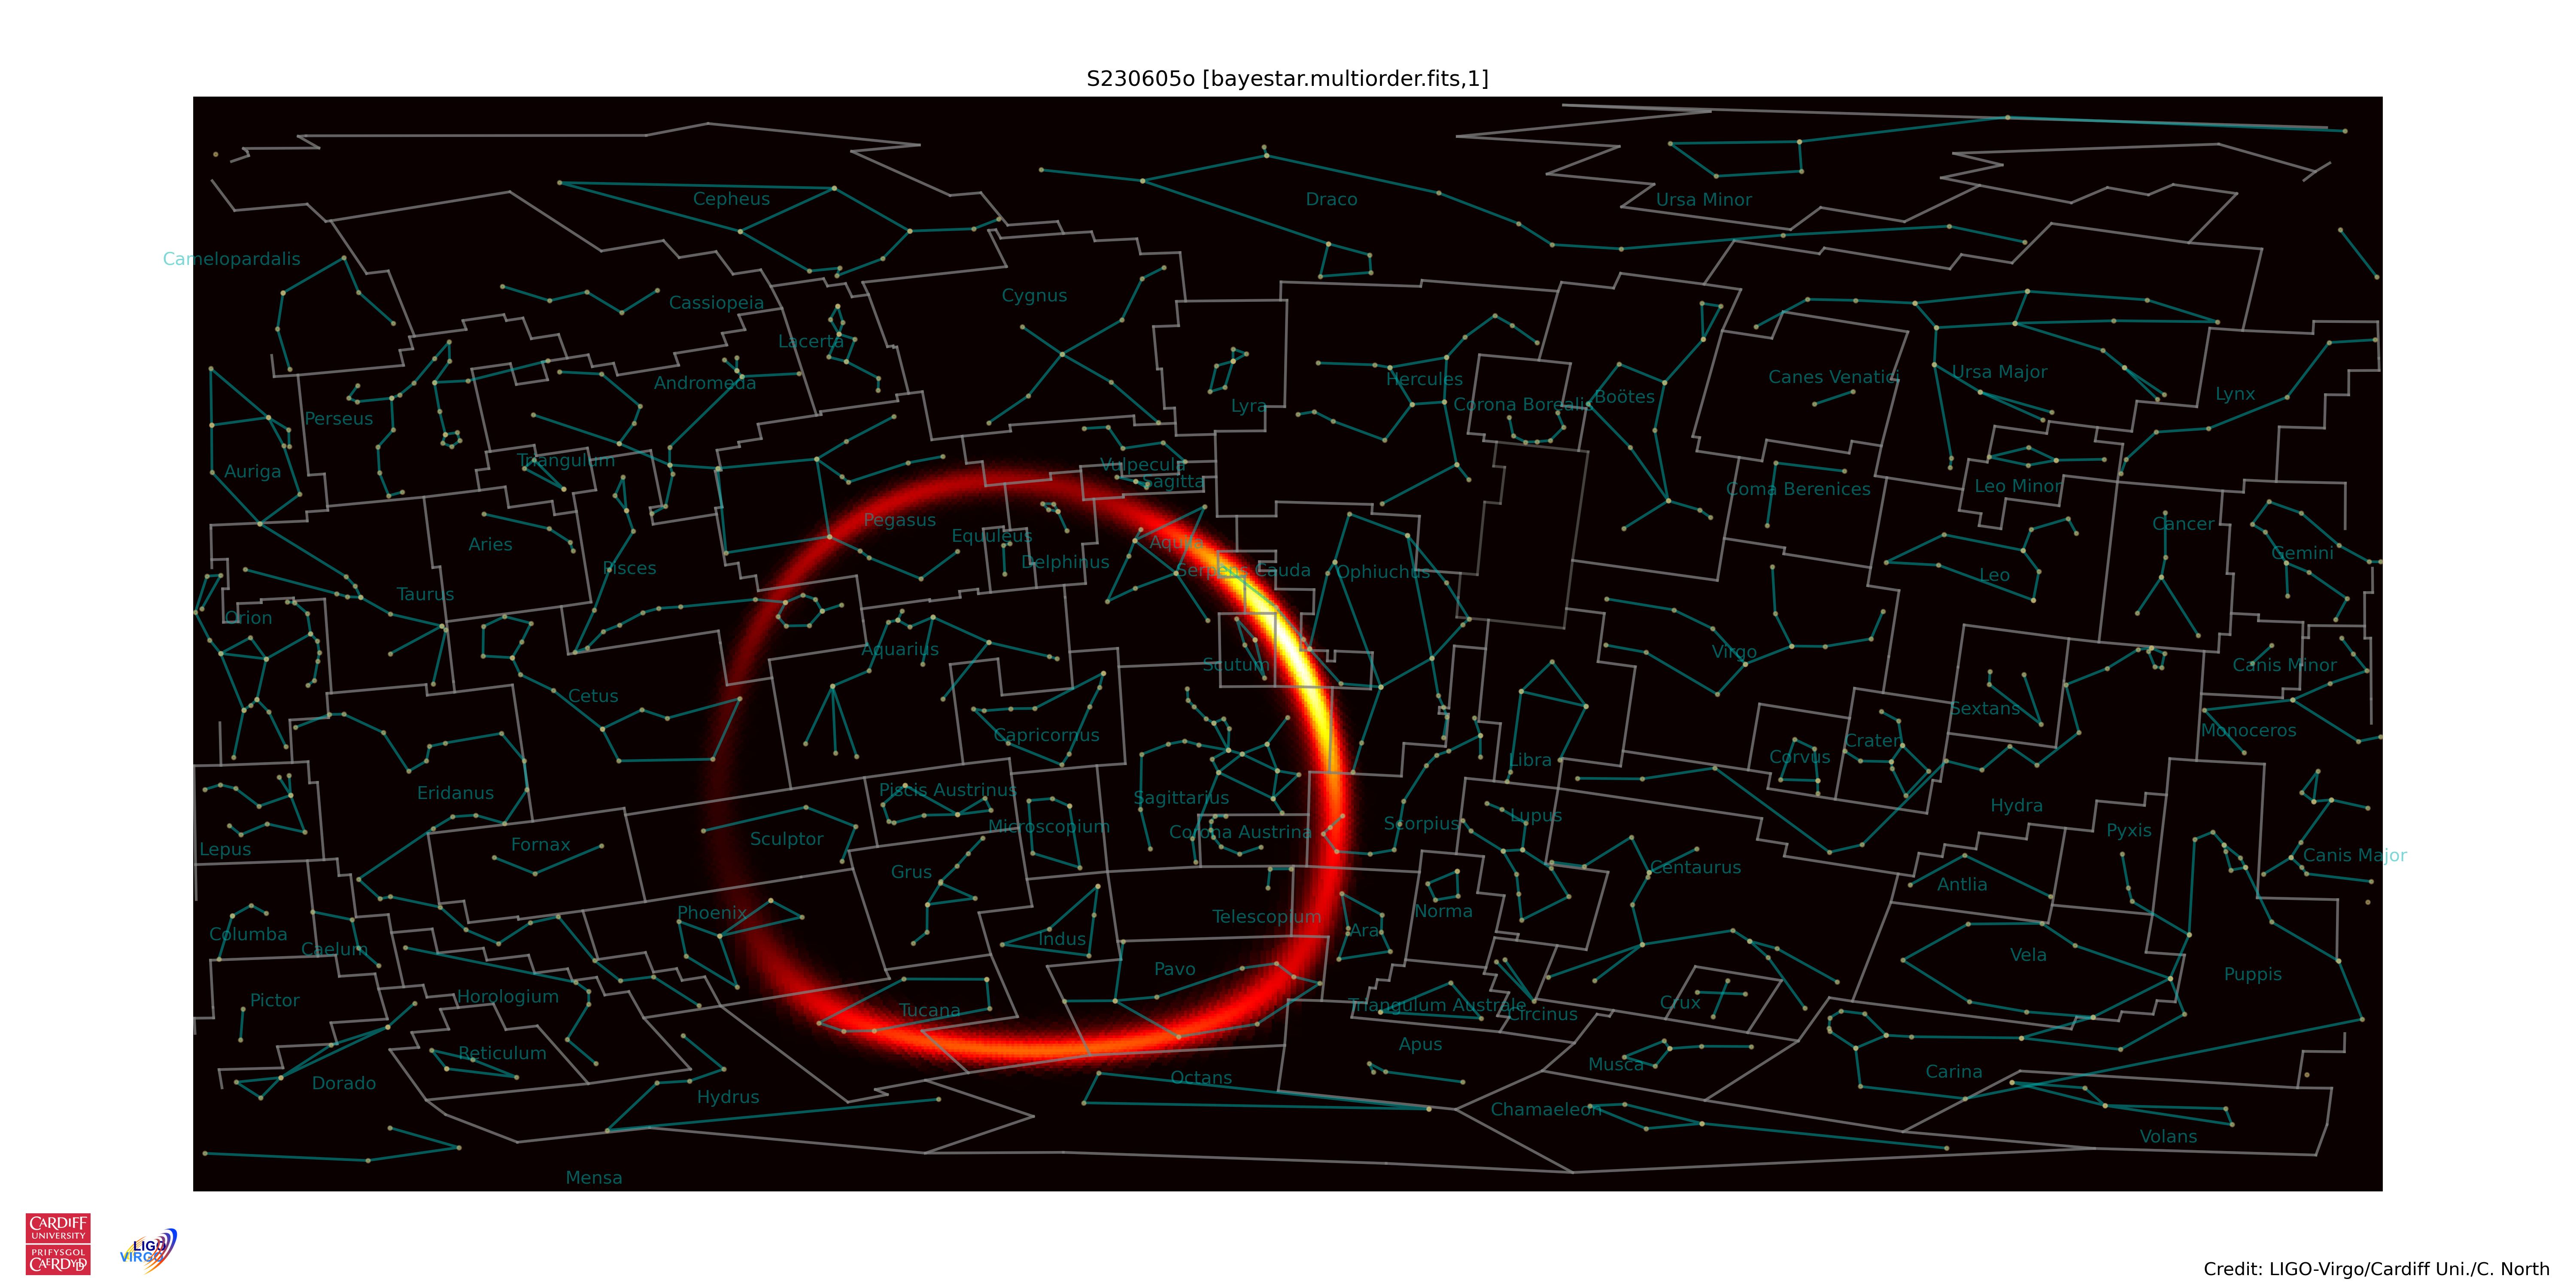 S230605o [bayestar.multiorder.fits,1]
Cepheus
Draco
Ursa Minor
Camelopardalis
Cassiopeia
Cygnus
Lacerta
Andromeda
Hercules
Canes Venatici
Ursa Major
Lynx
Perseus
Lyra
Corona Borealis
Boötes
Auriga
Triangulum
Vulpecula
Sagitta
Coma Berenices
Leo Minor
Pegasus
Cancer
Aries
Equuleus
Aquila
Gemini
Pisces
Delphinus
Serpens Cauda
Ophiuchus
Leo
Taurus
Orion
Aquarius
Scutum
Virgo
Canis Minor
Cetus
Sextans
Capricornus
Crater
Monoceros
Libra
Corvus
Eridanus
Piscis Austrinus
Sagittarius
Hydra
Lupus
Fornax
Sculptor
Microscopium
Corona Austrina
Scorpius
Pyxis
Lepus
Grus
Centaurus
Antlia
Canis Major
Phoenix
Telescopium
Norma
Columba
Caelum
Indus
Ara
Vela
Pictor
Horologium
Pavo
Puppis
Tucana
Triangulum Australe
Circinus
Crux
Reticulum
Apus
Musca
Dorado
Hydrus
Octans
Carina
Chamaeleon
Volans
Mensa
CARDIFF
UNIVERSITY
PRIFYSGOL
CAERDYDD
LIGO
VIRGO
Credit: LIGO-Virgo/Cardiff Uni./C. North